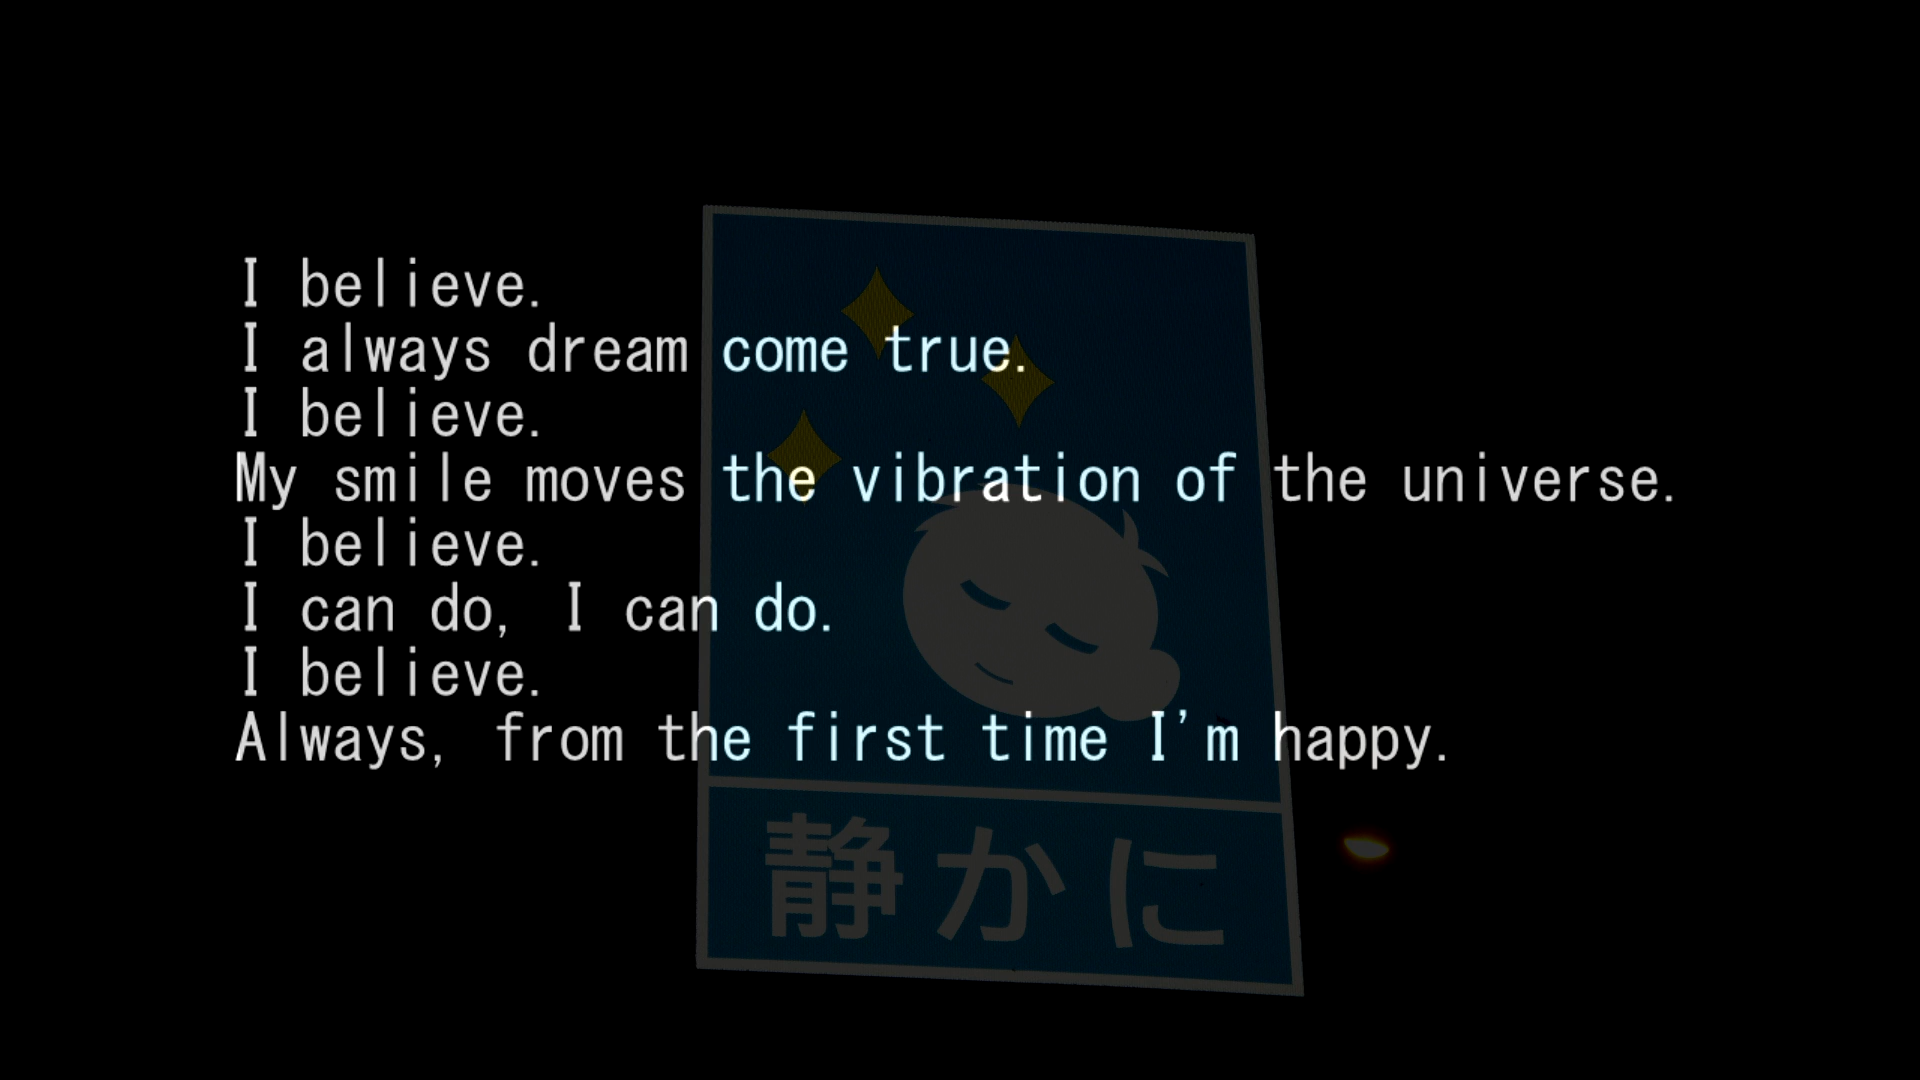 I believe.
I always dream come true.
I believe.
My smile moves the vibration of the universe.
I believe.
I can do, I can do.
I believe.
Always, from the first time I'm happy.
静かに